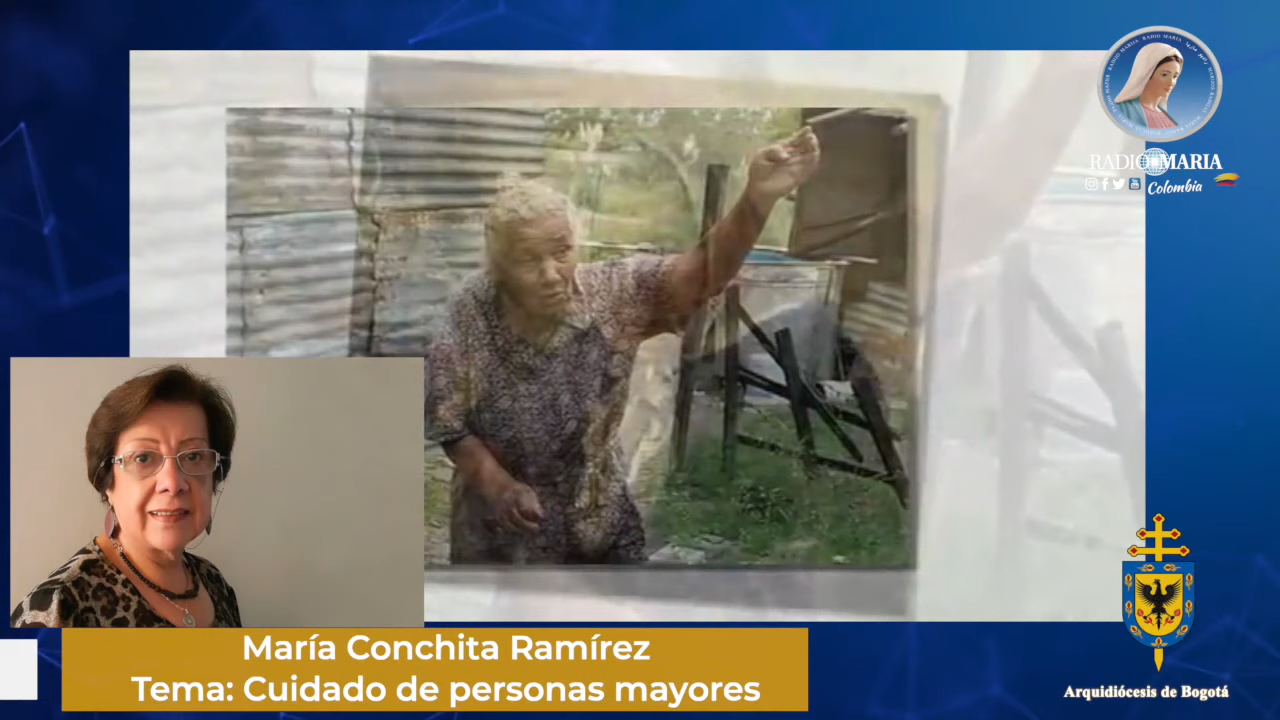 RADIO MARIA
Colombia
María Conchita Ramírez
Tema: Cuidado de personas mayores
Arquidiócesis de Bogotá